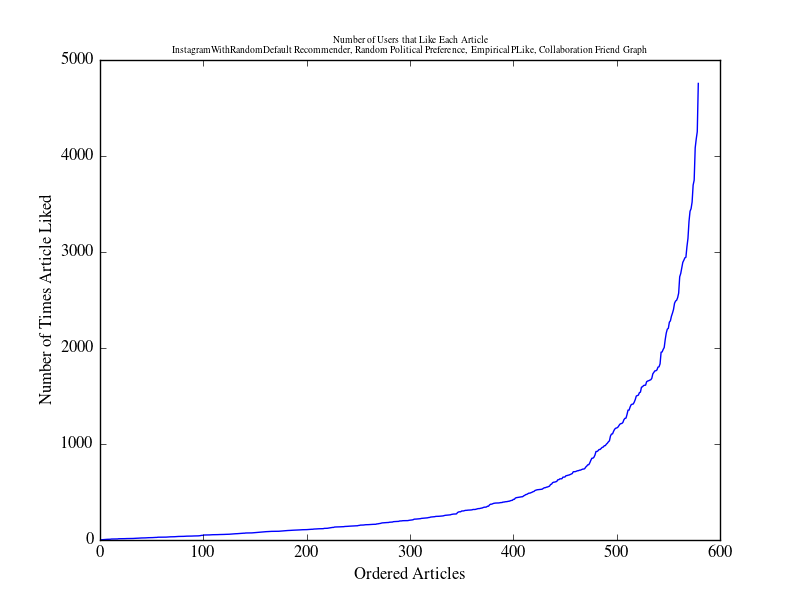 Number of Users that Like Each Article
InstagramWithRandomDefault Recommender, Random Political Preference, EmpiricalPLike, Collaboration Friend Graph
5000
4000
3000
2000
1000
0
Number of Times Article Liked
0 100 200 300 400 500 600
Ordered Articles